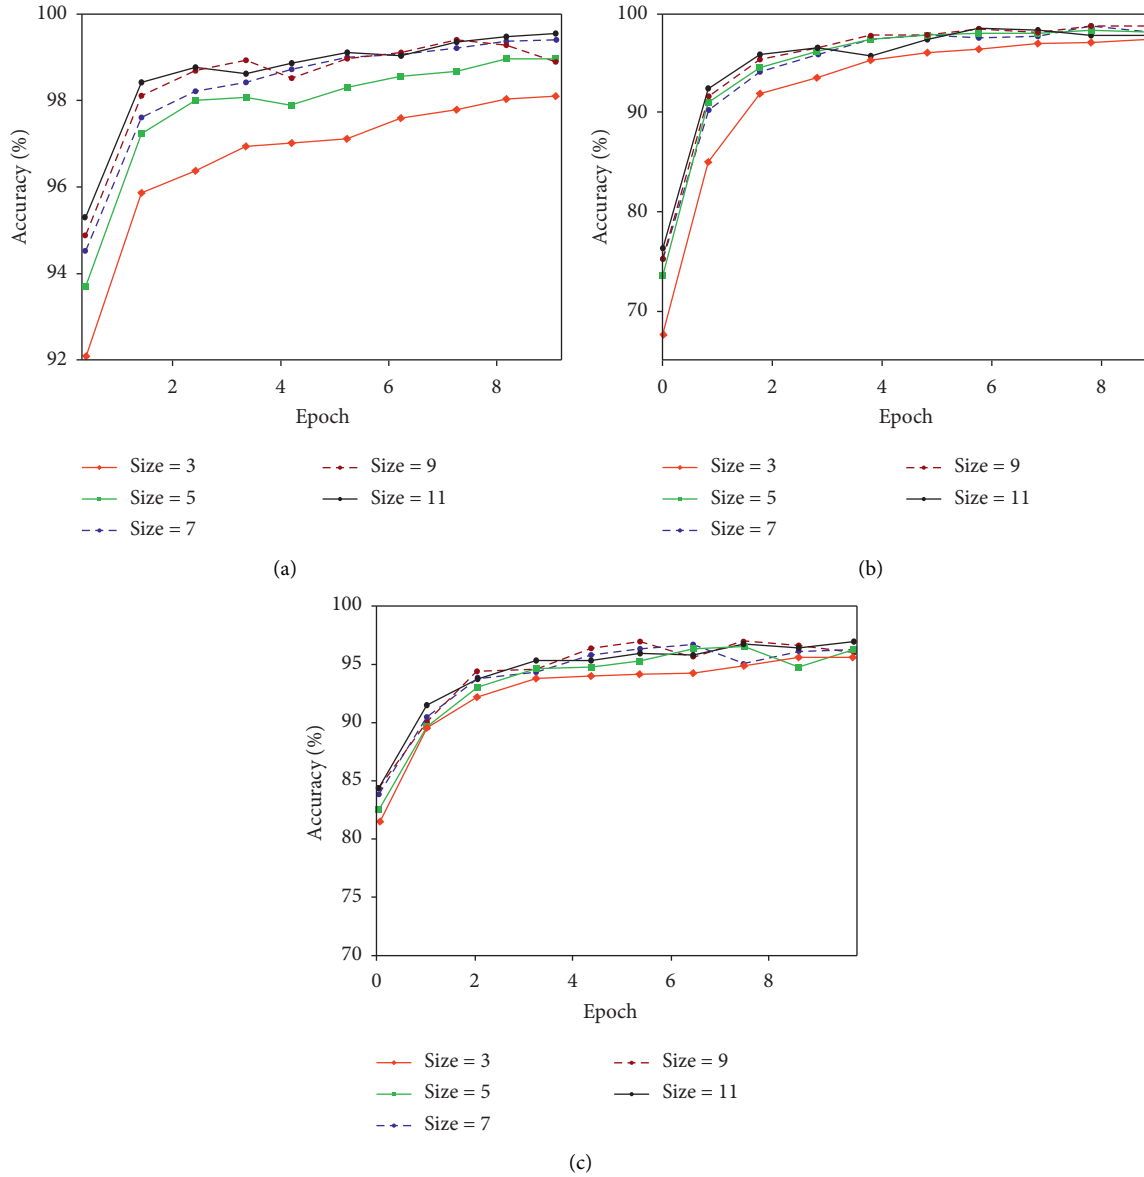 100
98
96
94
92
Accuracy (%)
2
4
6
8
Epoch
Size = 3
Size = 5
Size = 7
Size = 9
Size = 11
(a)
100
90
80
70
Accuracy (%)
0
2
4
6
8
Epoch
Size = 3
Size = 5
Size = 7
Size = 9
Size = 11
(b)
100
95
90
85
80
75
70
Accuracy (%)
0
2
4
6
8
Epoch
Size = 3
Size = 5
Size = 7
Size = 9
Size = 11
(c)